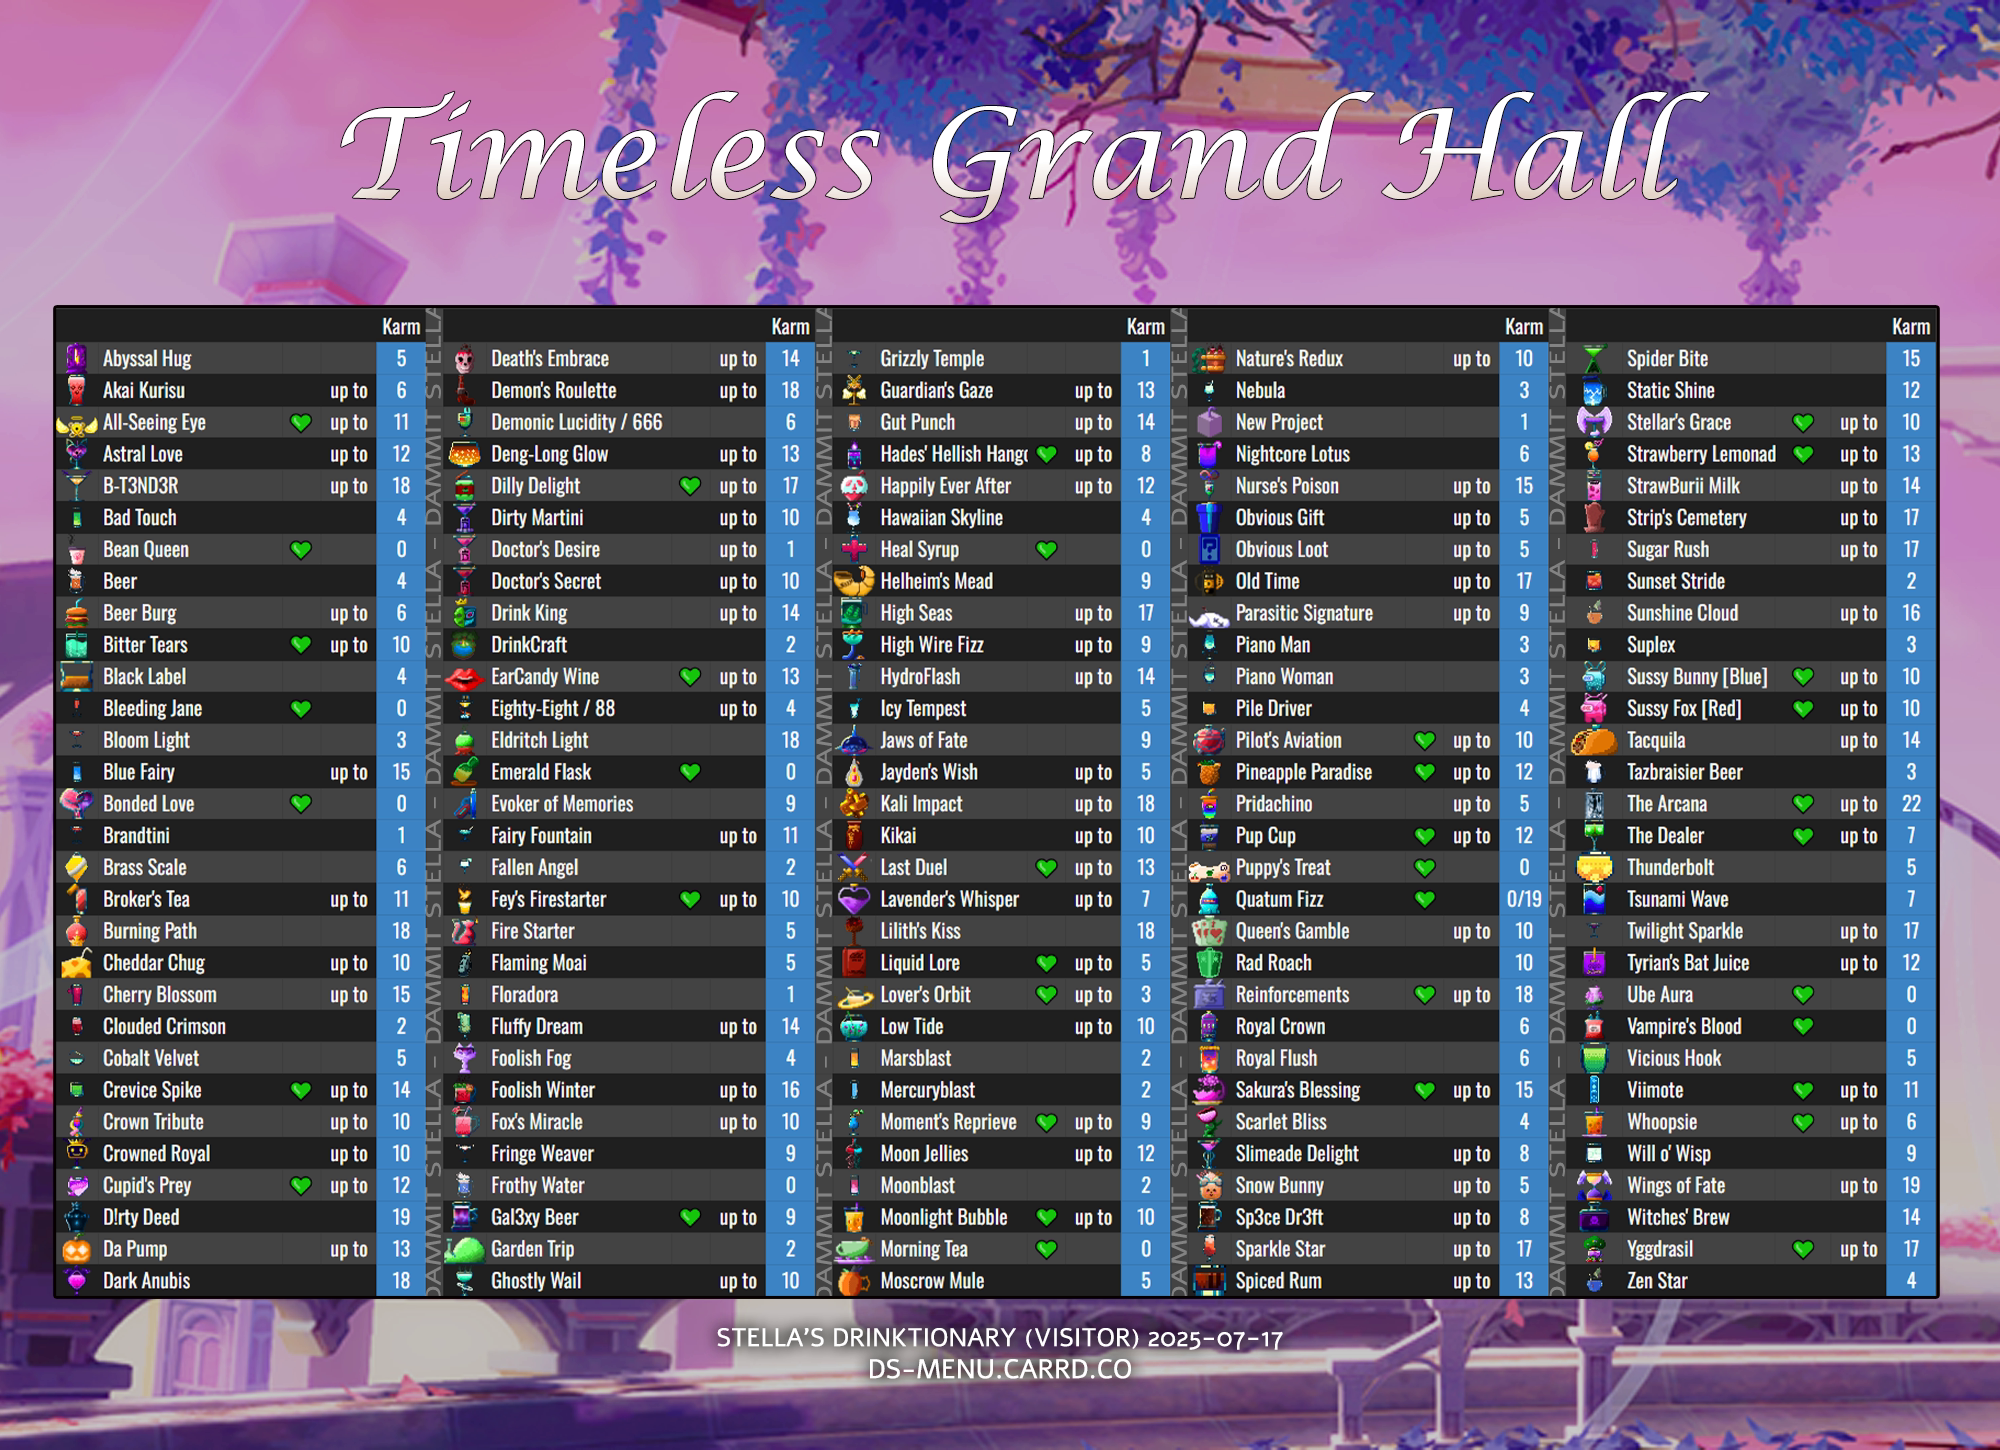 Timeless Grand Hall
Karm
Abyssal Hug 5
Akai Kurisu up to 6
All-Seeing Eye up to 11
Astral Love up to 12
B-T3ND3R up to 18
Bad Touch 4
Bean Queen 0
Beer 4
Beer Burg up to 6
Bitter Tears up to 10
Black Label 4
Bleeding Jane 0
Bloom Light 3
Blue Fairy up to 15
Bonded Love 0
Brandtini 1
Brass Scale 6
Broker's Tea up to 11
Burning Path 18
Cheddar Chug up to 10
Cherry Blossom up to 15
Clouded Crimson 2
Cobalt Velvet 5
Crevice Spike up to 14
Crown Tribute up to 10
Crowned Royal up to 10
Cupid's Prey up to 12
D!rty Deed 19
Da Pump up to 13
Dark Anubis 18
STELLA - DAMMIT STELLA - DAMMIT STELLA
Karm
Death's Embrace up to 14
Demon's Roulette up to 18
Demonic Lucidity / 666 6
Deng-Long Glow up to 13
Dilly Delight up to 17
Dirty Martini up to 10
Doctor's Desire up to 1
Doctor's Secret up to 10
Drink King up to 14
DrinkCraft 2
EarCandy Wine up to 13
Eighty-Eight / 88 up to 4
Eldritch Light 18
Emerald Flask 0
Evoker of Memories 9
Fairy Fountain up to 11
Fallen Angel 2
Fey's Firestarter up to 10
Fire Starter 5
Flaming Moai 5
Floradora 1
Fluffy Dream up to 14
Foolish Fog 4
Foolish Winter up to 16
Fox's Miracle up to 10
Fringe Weaver 9
Frothy Water 0
Gal3xy Beer up to 9
Garden Trip 2
Ghostly Wail up to 10
STELLA - DAMMIT STELLA - DAMMIT STELLA
Karm
Grizzly Temple 1
Guardian's Gaze up to 13
Gut Punch up to 14
Hades' Hellish Hang up to 8
Happily Ever After up to 12
Hawaiian Skyline 4
Heal Syrup 0
Helheim's Mead 9
High Seas up to 17
High Wire Fizz up to 9
HydroFlash up to 14
Icy Tempest 5
Jaws of Fate 9
Jayden's Wish up to 5
Kali Impact up to 18
Kikai up to 10
Last Duel up to 13
Lavender's Whisper up to 7
Lilith's Kiss 18
Liquid Lore up to 5
Lover's Orbit up to 3
Low Tide up to 10
Marsblast 2
Mercuryblast 2
Moment's Reprieve up to 9
Moon Jellies up to 12
Moonblast 2
Moonlight Bubble up to 10
Morning Tea 0
Moscrow Mule 5
STELLA - DAMMIT STELLA - DAMMIT STELLA
Karm
Nature's Redux up to 10
Nebula 3
New Project 1
Nightcore Lotus 6
Nurse's Poison up to 15
Obvious Gift up to 5
Obvious Loot up to 5
Old Time up to 17
Parasitic Signature up to 9
Piano Man 3
Piano Woman 3
Pile Driver 4
Pilot's Aviation up to 10
Pineapple Paradise up to 12
Pridachino up to 5
Pup Cup up to 12
Puppy's Treat 0
Quatum Fizz 0/19
Queen's Gamble up to 10
Rad Roach 10
Reinforcements up to 18
Royal Crown 6
Royal Flush 6
Sakura's Blessing up to 15
Scarlet Bliss 4
Slimeade Delight up to 8
Snow Bunny up to 5
Sp3ce Dr3ft up to 8
Sparkle Star up to 17
Spiced Rum up to 13
STELLA - DAMMIT STELLA - DAMMIT STELLA
Karm
Spider Bite 15
Static Shine 12
Stellar's Grace up to 10
Strawberry Lemonad up to 13
StrawBurii Milk up to 14
Strip's Cemetery up to 17
Sugar Rush up to 17
Sunset Stride 2
Sunshine Cloud up to 16
Suplex 3
Sussy Bunny [Blue] up to 10
Sussy Fox [Red] up to 10
Tacquila up to 14
Tazbraisier Beer 3
The Arcana up to 22
The Dealer up to 7
Thunderbolt 5
Tsunami Wave 7
Twilight Sparkle up to 17
Tyrian's Bat Juice up to 12
Ube Aura 0
Vampire's Blood 0
Vicious Hook 5
Viimote up to 11
Whoopsie up to 6
Will o' Wisp 9
Wings of Fate up to 19
Witches' Brew 14
Yggdrasil up to 17
Zen Star 4
STELLA'S DRINKTIONARY (VISITOR) 2025-07-17
DS-MENU.CARRD.CO